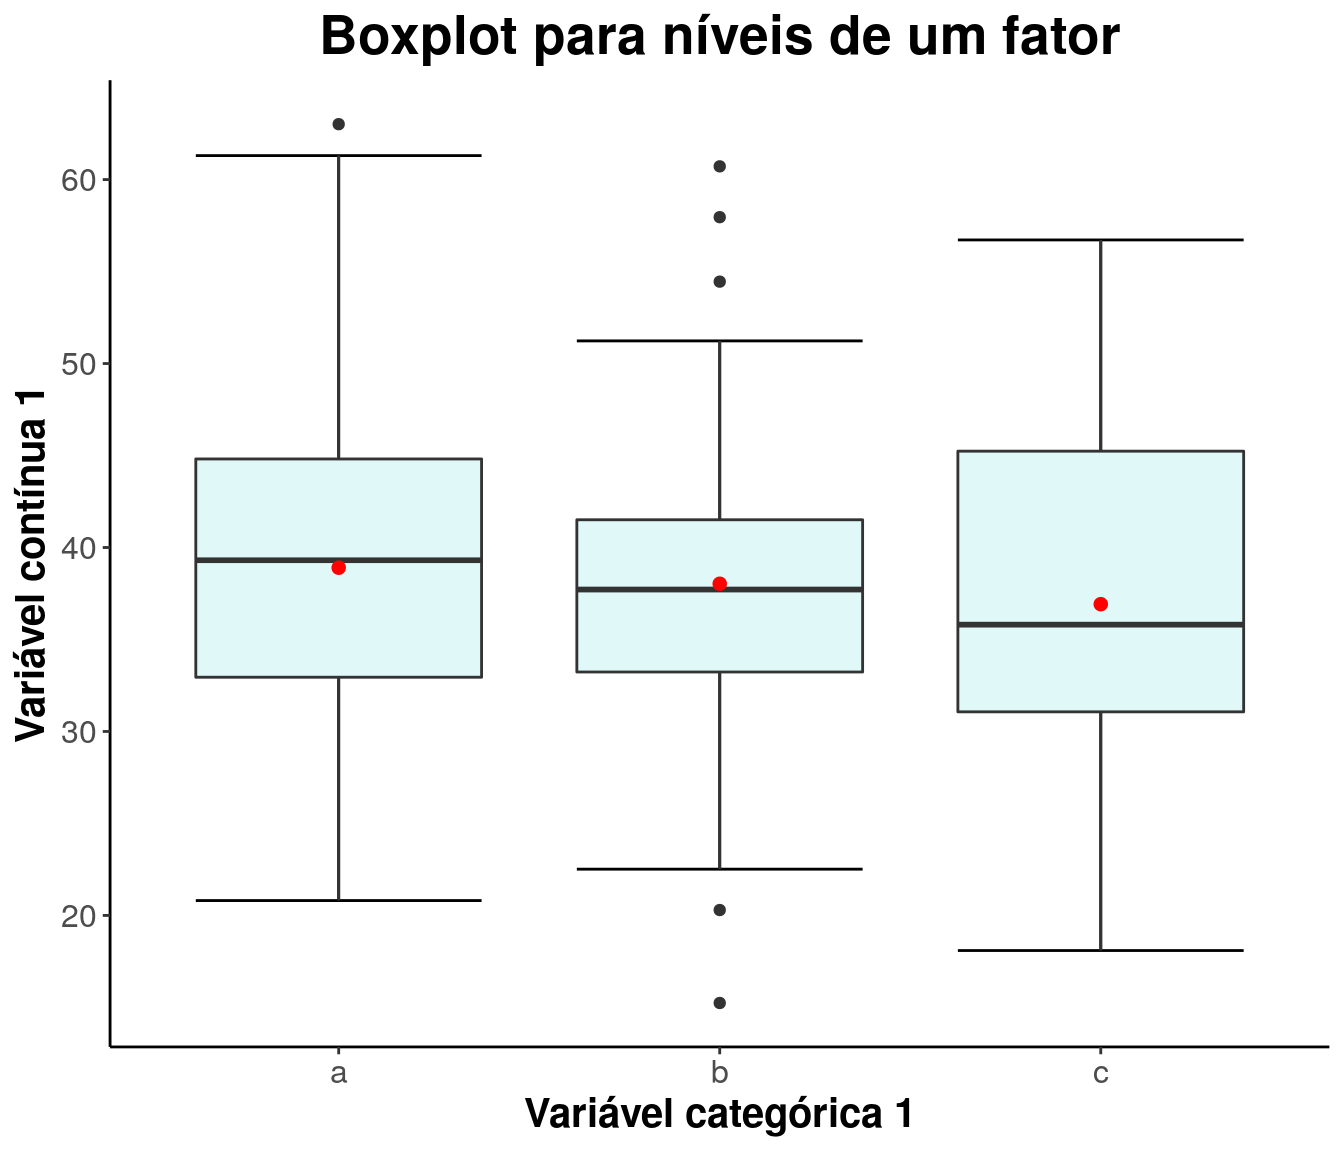 Boxplot para níveis de um fator
Variável contínua 1
60
50
40
30
20
a b c
Variável categórica 1